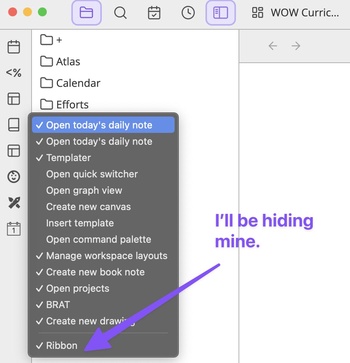 WOW Curric...
<%
+
Atlas
Calendar
Efforts
1
✓ Open today's daily note
✓ Open today's daily note
✓ Templater
Open quick switcher
Open graph view
Create new canvas
Insert template
Open command palette
✓ Manage workspace layouts
✓ Create new book note
✓ Open projects
✓ BRAT
✓ Create new drawing
✓ Ribbon
I'll be hiding
mine.